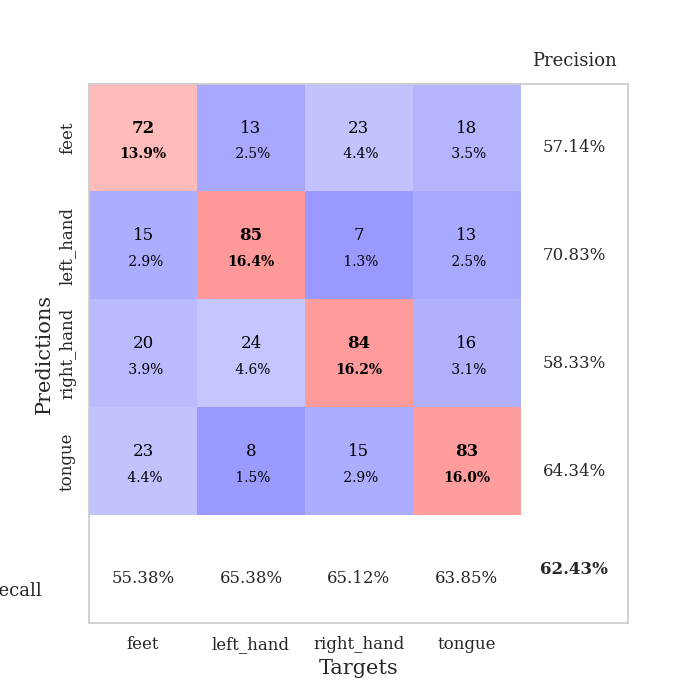 Precision
feet
72 13 23 18
13.9% 2.5% 4.4% 3.5%
57.14%
left_hand
15 85 7 13
2.9% 16.4% 1.3% 2.5%
70.83%
Predictions
right_hand
20 24 84 16
3.9% 4.6% 16.2% 3.1%
58.33%
tongue
23 8 15 83
4.4% 1.5% 2.9% 16.0%
64.34%
ecall
55.38% 65.38% 65.12% 63.85%
62.43%
feet left_hand right_hand tongue
Targets